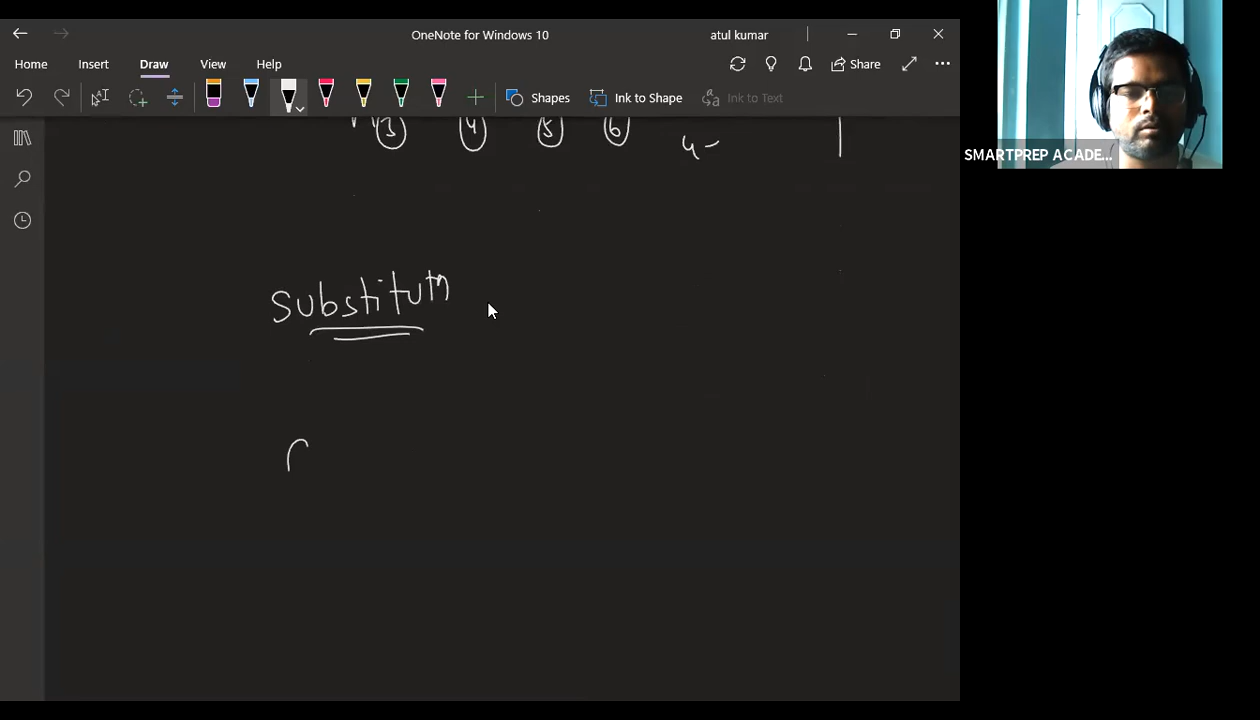 OneNote for Windows 10
atul kumar
Home Insert Draw View Help
Share
Shapes Ink to Shape Ink to Text
3 4 5 6 4-
SMARTPREP ACADE...
Substitutn